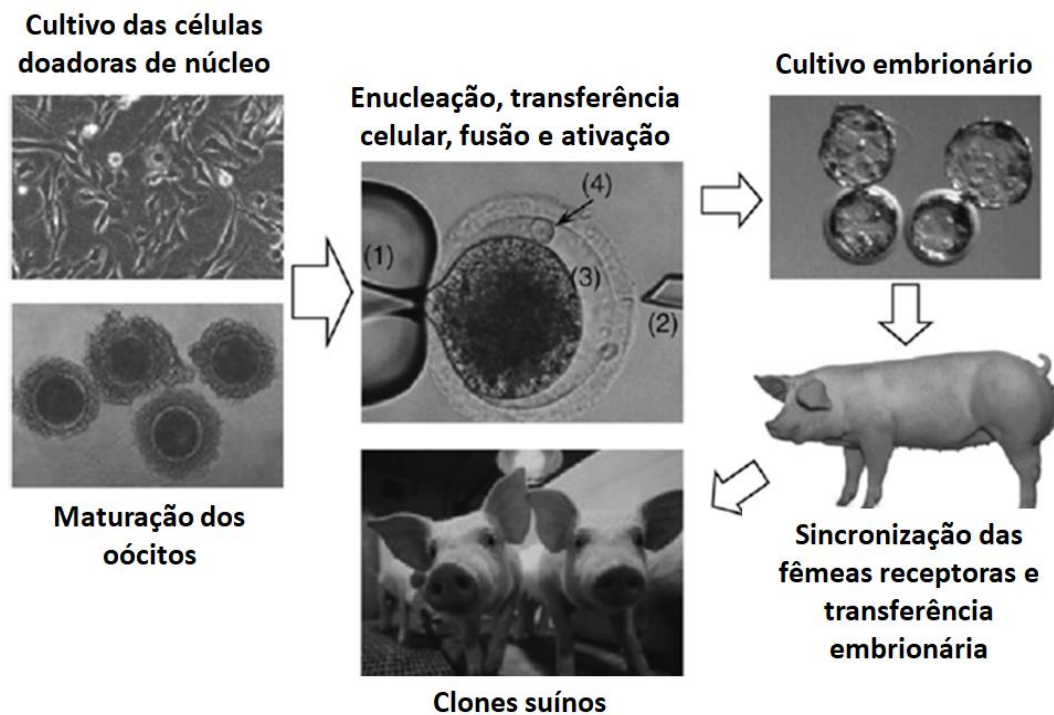 Cultivo das células
doadoras de núcleo
Maturação dos
oócitos
Enucleação, transferência
celular, fusão e ativação
(1)
(2)
(3)
(4)
Cultivo embrionário
Sincronização das
fêmeas receptoras e
transferência
embrionária
Clones suínos